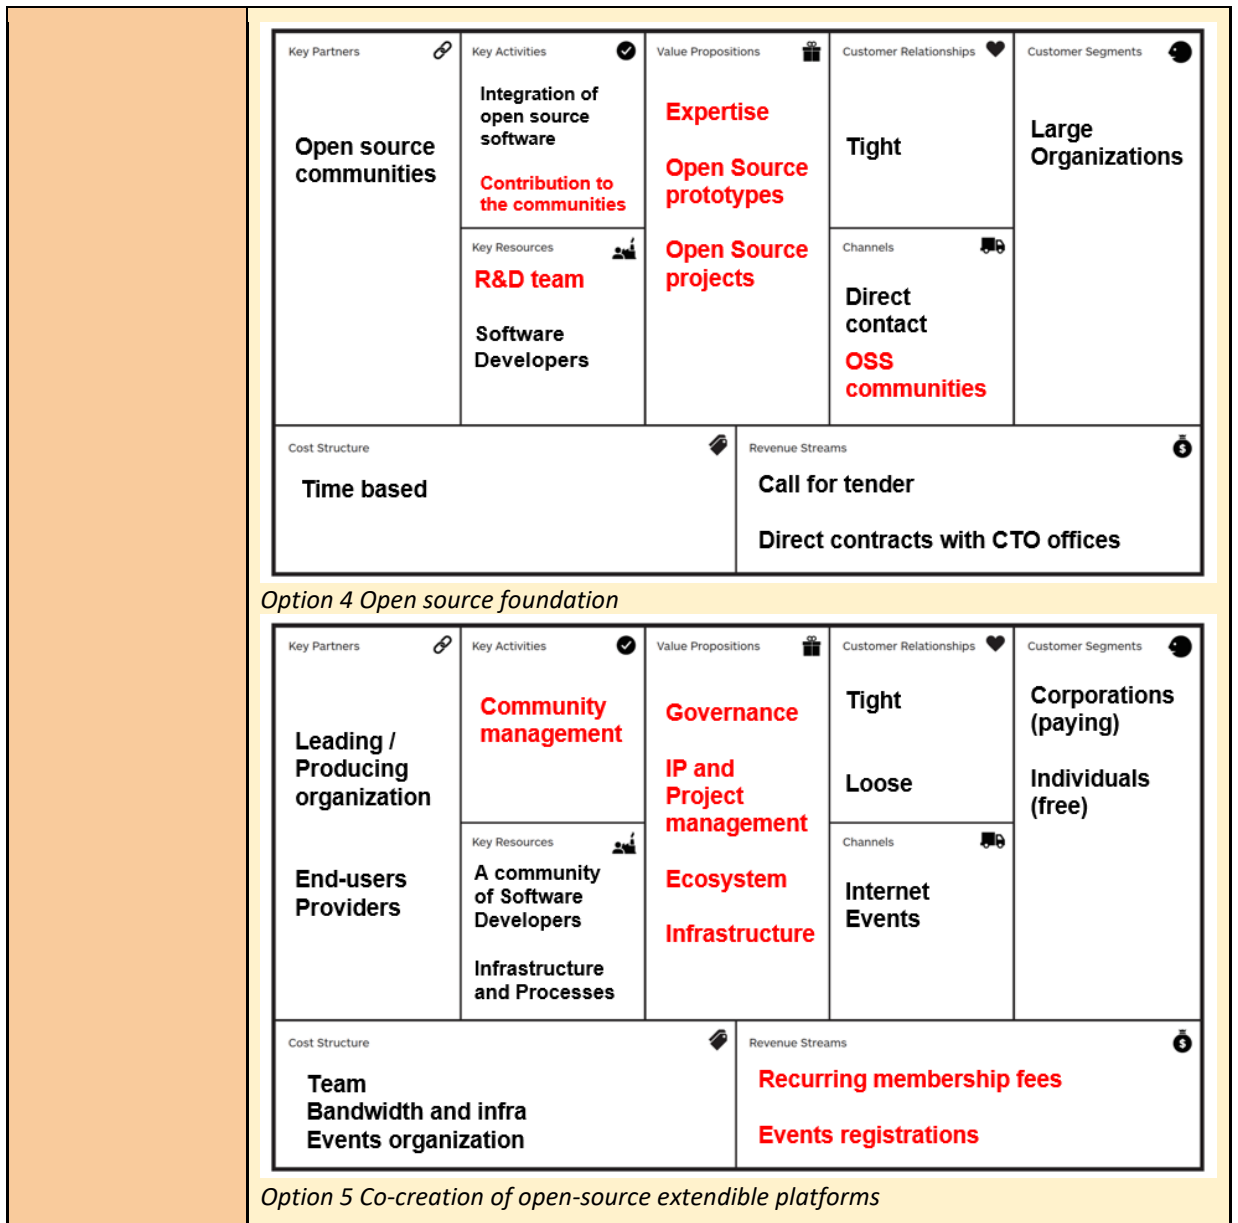 Key Partners
Open source
communities
Key Activities
Integration of
open source
software
Contribution to
the communities
Key Resources
R&D team
Software
Developers
Value Propositions
Expertise
Open Source
prototypes
Open Source
projects
Customer Relationships
Tight
Channels
Direct
contact
OSS
communities
Customer Segments
Large
Organizations
Cost Structure
Time based
Revenue Streams
Call for tender
Direct contracts with CTO offices
Option 4 Open source foundation
Key Partners
Leading /
Producing
organization
End-users
Providers
Key Activities
Community
management
Key Resources
A community
of Software
Developers
Infrastructure
and Processes
Value Propositions
Governance
IP and
Project
management
Ecosystem
Infrastructure
Customer Relationships
Tight
Loose
Channels
Internet
Events
Customer Segments
Corporations
(paying)
Individuals
(free)
Cost Structure
Team
Bandwidth and infra
Events organization
Revenue Streams
Recurring membership fees
Events registrations
Option 5 Co-creation of open-source extendible platforms